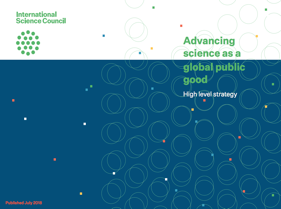 International
Science Council
Advancing
science as a
global public
good
High level strategy
Published July 2019